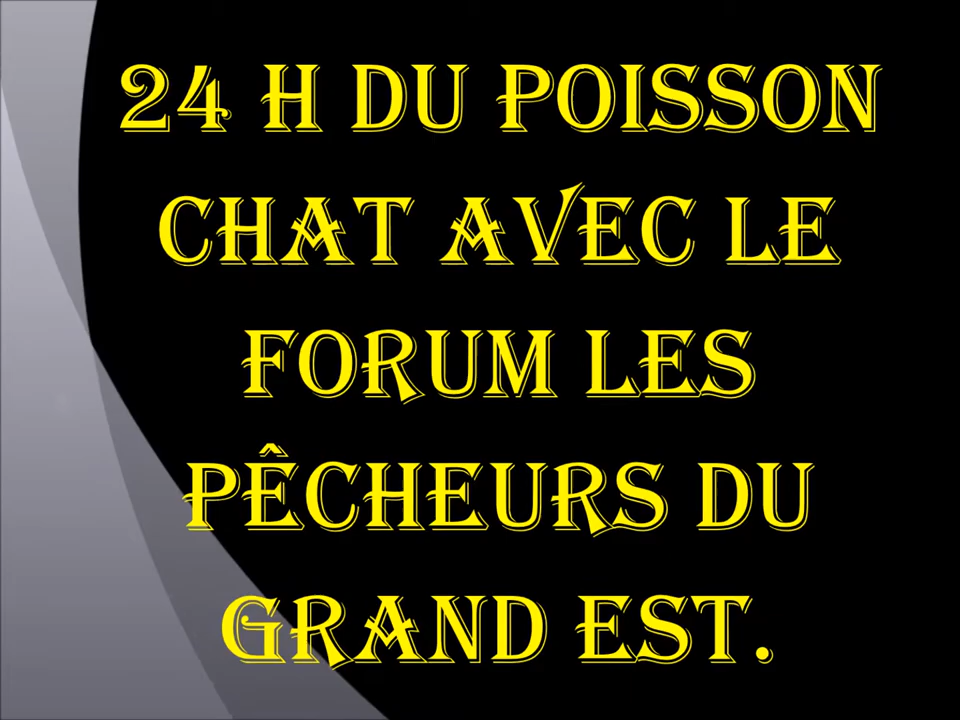 24 H DU POISSON
CHAT AVEC LE
FORUM LES
PÊCHEURS DU
GRAND EST.